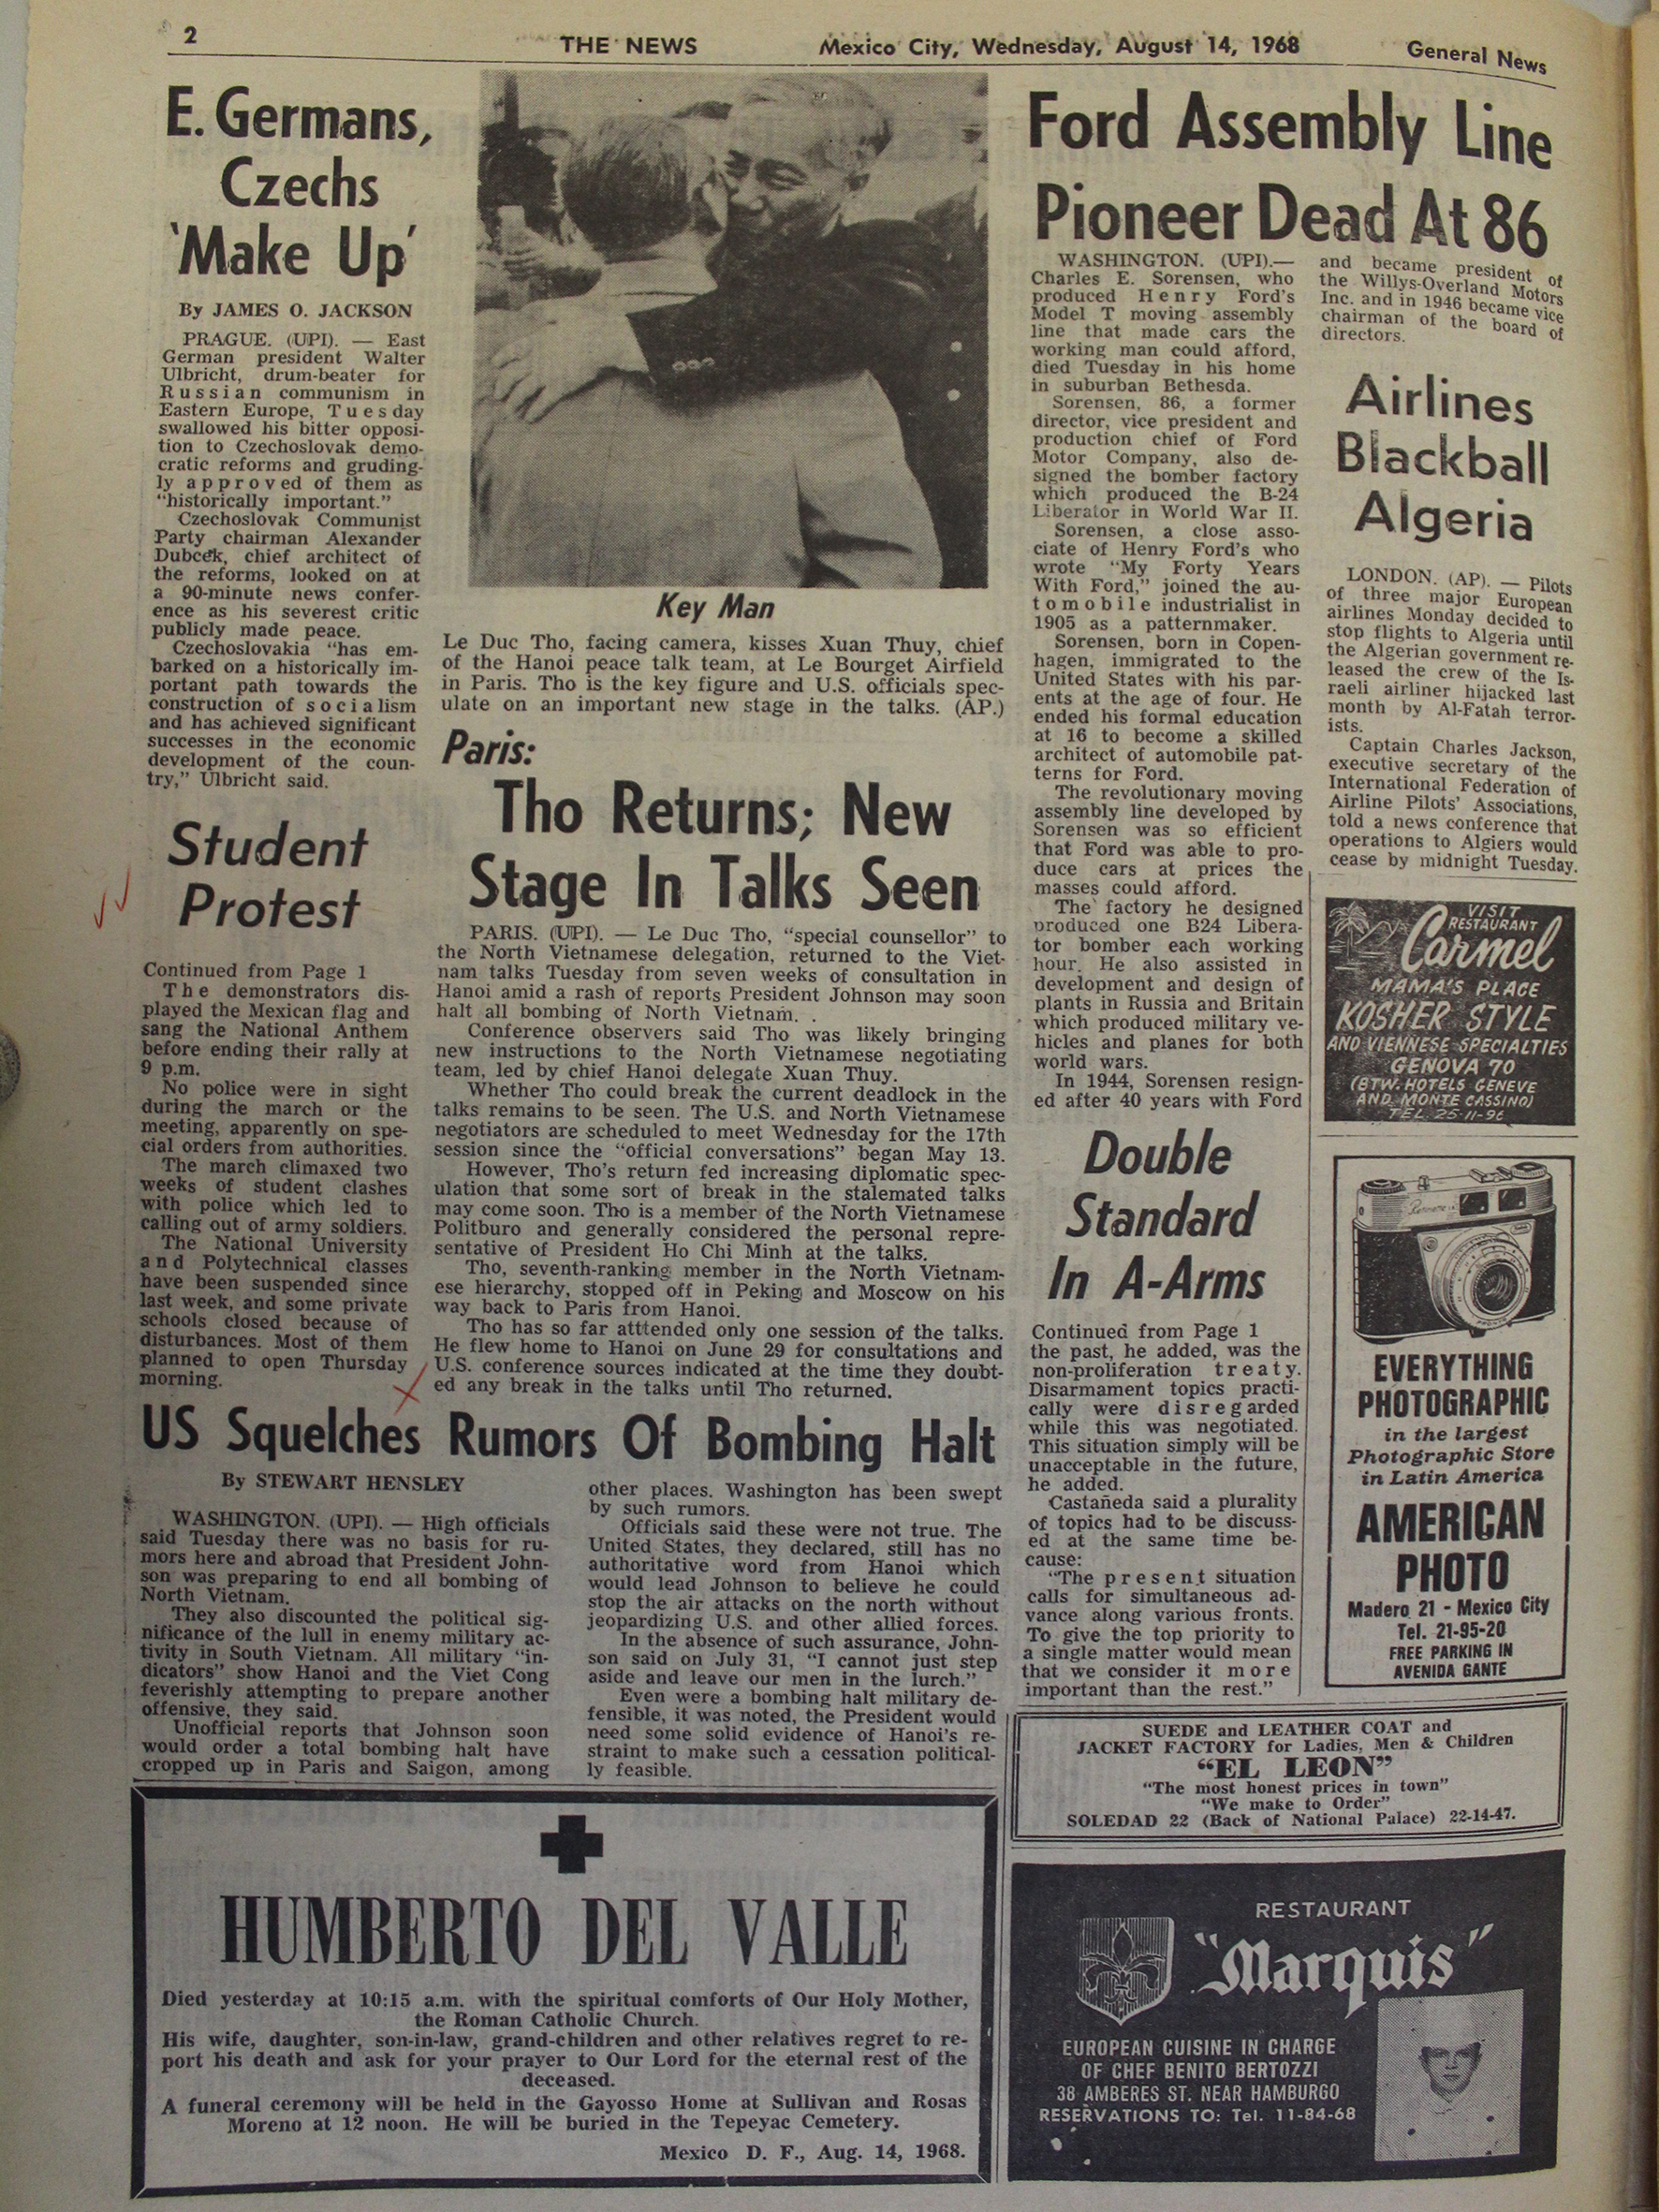 2
THE NEWS
Mexico City, Wednesday, August 14, 1968
General News
E. Germans,
Czechs
'Make Up'
By JAMES O. JACKSON
PRAGUE. (UPI). — East
German president Walter
Ulbricht, drum-beater for
Russian communism in
Eastern Europe, Tuesday
swallowed his bitter opposi-
tion to Czechoslovak demo-
cratic reforms and gruding-
ly approved of them as
"historically important."
Czechoslovak Communist
Party chairman Alexander
Dubcek, chief architect of
the reforms, looked on at
a 90-minute news confer-
ence as his severest critic
publicly made peace.
Czechoslovakia "has em-
barked on a historically im-
portant path towards the
construction of socialism
and has achieved significant
successes in the economic
development of the coun-
try," Ulbricht said.
Student
Protest
Continued from Page 1
The demonstrators dis-
played the Mexican flag and
sang the National Anthem
before ending their rally at
9 p.m.
No police were in sight
during the march or the
meeting, apparently on spe-
cial orders from authorities.
The march climaxed two
weeks of student clashes
with police which led to
calling out of army soldiers.
The National University
and Polytechnical classes
have been suspended since
last week, and some private
schools closed because of
disturbances. Most of them
planned to open Thursday
morning.
Key Man
Le Duc Tho, facing camera, kisses Xuan Thuy, chief
of the Hanoi peace talk team, at Le Bourget Airfield
in Paris. Tho is the key figure and U.S. officials spec-
ulate on an important new stage in the talks. (AP.)
Paris:
Tho Returns; New
Stage In Talks Seen
PARIS. (UPI). — Le Duc Tho, "special counsellor" to
the North Vietnamese delegation, returned to the Viet-
nam talks Tuesday from seven weeks of consultation in
Hanoi amid a rash of reports President Johnson may soon
halt all bombing of North Vietnam.
Conference observers said Tho was likely bringing
new instructions to the North Vietnamese negotiating
team, led by chief Hanoi delegate Xuan Thuy.
Whether Tho could break the current deadlock in the
talks remains to be seen. The U.S. and North Vietnamese
negotiators are scheduled to meet Wednesday for the 17th
session since the "official conversations" began May 13.
However, Tho's return fed increasing diplomatic spec-
ulation that some sort of break in the stalemated talks
may come soon. Tho is a member of the North Vietnamese
Politburo and generally considered the personal repre-
sentative of President Ho Chi Minh at the talks.
Tho, seventh-ranking member in the North Vietnam-
ese hierarchy, stopped off in Peking and Moscow on his
way back to Paris from Hanoi.
Tho has so far atttended only one session of the talks.
He flew home to Hanoi on June 29 for consultations and
U.S. conference sources indicated at the time they doubt-
ed any break in the talks until Tho returned.
US Squelches Rumors Of Bombing Halt
By STEWART HENSLEY
WASHINGTON. (UPI). — High officials
said Tuesday there was no basis for ru-
mors here and abroad that President John-
son was preparing to end all bombing of
North Vietnam.
They also discounted the political sig-
nificance of the lull in enemy military ac-
tivity in South Vietnam. All military "in-
dicators" show Hanoi and the Viet Cong
feverishly attempting to prepare another
offensive, they said.
Unofficial reports that Johnson soon
would order a total bombing halt have
cropped up in Paris and Saigon, among
other places. Washington has been swept
by such rumors.
Officials said these were not true. The
United States, they declared, still has no
authoritative word from Hanoi which
would lead Johnson to believe he could
stop the air attacks on the north without
jeopardizing U.S. and other allied forces.
In the absence of such assurance, John-
son said on July 31, "I cannot just step
aside and leave our men in the lurch."
Even were a bombing halt military de-
fensible, it was noted, the President would
need some solid evidence of Hanoi's re-
straint to make such a cessation political-
ly feasible.
HUMBERTO DEL VALLE
Died yesterday at 10:15 a.m. with the spiritual comforts of Our Holy Mother,
the Roman Catholic Church.
His wife, daughter, son-in-law, grand-children and other relatives regret to re-
port his death and ask for your prayer to Our Lord for the eternal rest of the
deceased.
A funeral ceremony will be held in the Gayosso Home at Sullivan and Rosas
Moreno at 12 noon. He will be buried in the Tepeyac Cemetery.
Mexico D. F., Aug. 14, 1968.
Ford Assembly Line
Pioneer Dead At 86
WASHINGTON. (UPI).—
Charles E. Sorensen, who
produced Henry Ford's
Model T moving assembly
line that made cars the
working man could afford,
died Tuesday in his home
in suburban Bethesda.
Sorensen, 86, a former
director, vice president and
production chief of Ford
Motor Company, also de-
signed the bomber factory
which produced the B-24
Liberator in World War II.
Sorensen, a close asso-
ciate of Henry Ford's who
wrote "My Forty Years
With Ford," joined the au-
tomobile industrialist in
1905 as a patternmaker.
Sorensen, born in Copen-
hagen, immigrated to the
United States with his par-
ents at the age of four. He
ended his formal education
at 16 to become a skilled
architect of automobile pat-
terns for Ford.
The revolutionary moving
assembly line developed by
Sorensen was so efficient
that Ford was able to pro-
duce cars at prices the
masses could afford.
The factory he designed
produced one B24 Libera-
tor bomber each working
hour. He also assisted in
development and design of
plants in Russia and Britain
which produced military ve-
hicles and planes for both
world wars.
In 1944, Sorensen resign-
ed after 40 years with Ford
and became president of
the Willys-Overland Motors
Inc. and in 1946 became vice
chairman of the board of
directors.
Airlines
Blackball
Algeria
LONDON. (AP). — Pilots
of three major European
airlines Monday decided to
stop flights to Algeria until
the Algerian government re-
leased the crew of the Is-
raeli airliner hijacked last
month by Al-Fatah terror-
ists.
Captain Charles Jackson,
executive secretary of the
International Federation of
Airline Pilots' Associations,
told a news conference that
operations to Algiers would
cease by midnight Tuesday.
VISIT
RESTAURANT
Carmel
MAMA'S PLACE
KOSHER STYLE
AND VIENNESE SPECIALTIES
GENOVA 70
(BTW. HOTELS GENEVE
AND MONTE CASSINO)
TEL. 25-11-96
Double
Standard
In A-Arms
Continued from Page 1
the past, he added, was the
non-proliferation treaty.
Disarmament topics practi-
cally were disregarded
while this was negotiated.
This situation simply will be
unacceptable in the future,
he added.
Castañeda said a plurality
of topics had to be discuss-
ed at the same time be-
cause:
"The present situation
calls for simultaneous ad-
vance along various fronts.
To give the top priority to
a single matter would mean
that we consider it more
important than the rest."
EVERYTHING
PHOTOGRAPHIC
in the largest
Photographic Store
in Latin America
AMERICAN
PHOTO
Madero 21 - Mexico City
Tel. 21-95-20
FREE PARKING IN
AVENIDA GANTE
SUEDE and LEATHER COAT and
JACKET FACTORY for Ladies, Men & Children
"EL LEON"
"The most honest prices in town"
"We make to Order"
SOLEDAD 22 (Back of National Palace) 22-14-47.
RESTAURANT
"Marquis"
EUROPEAN CUISINE IN CHARGE
OF CHEF BENITO BERTOZZI
38 AMBERES ST. NEAR HAMBURGO
RESERVATIONS TO: Tel. 11-84-68